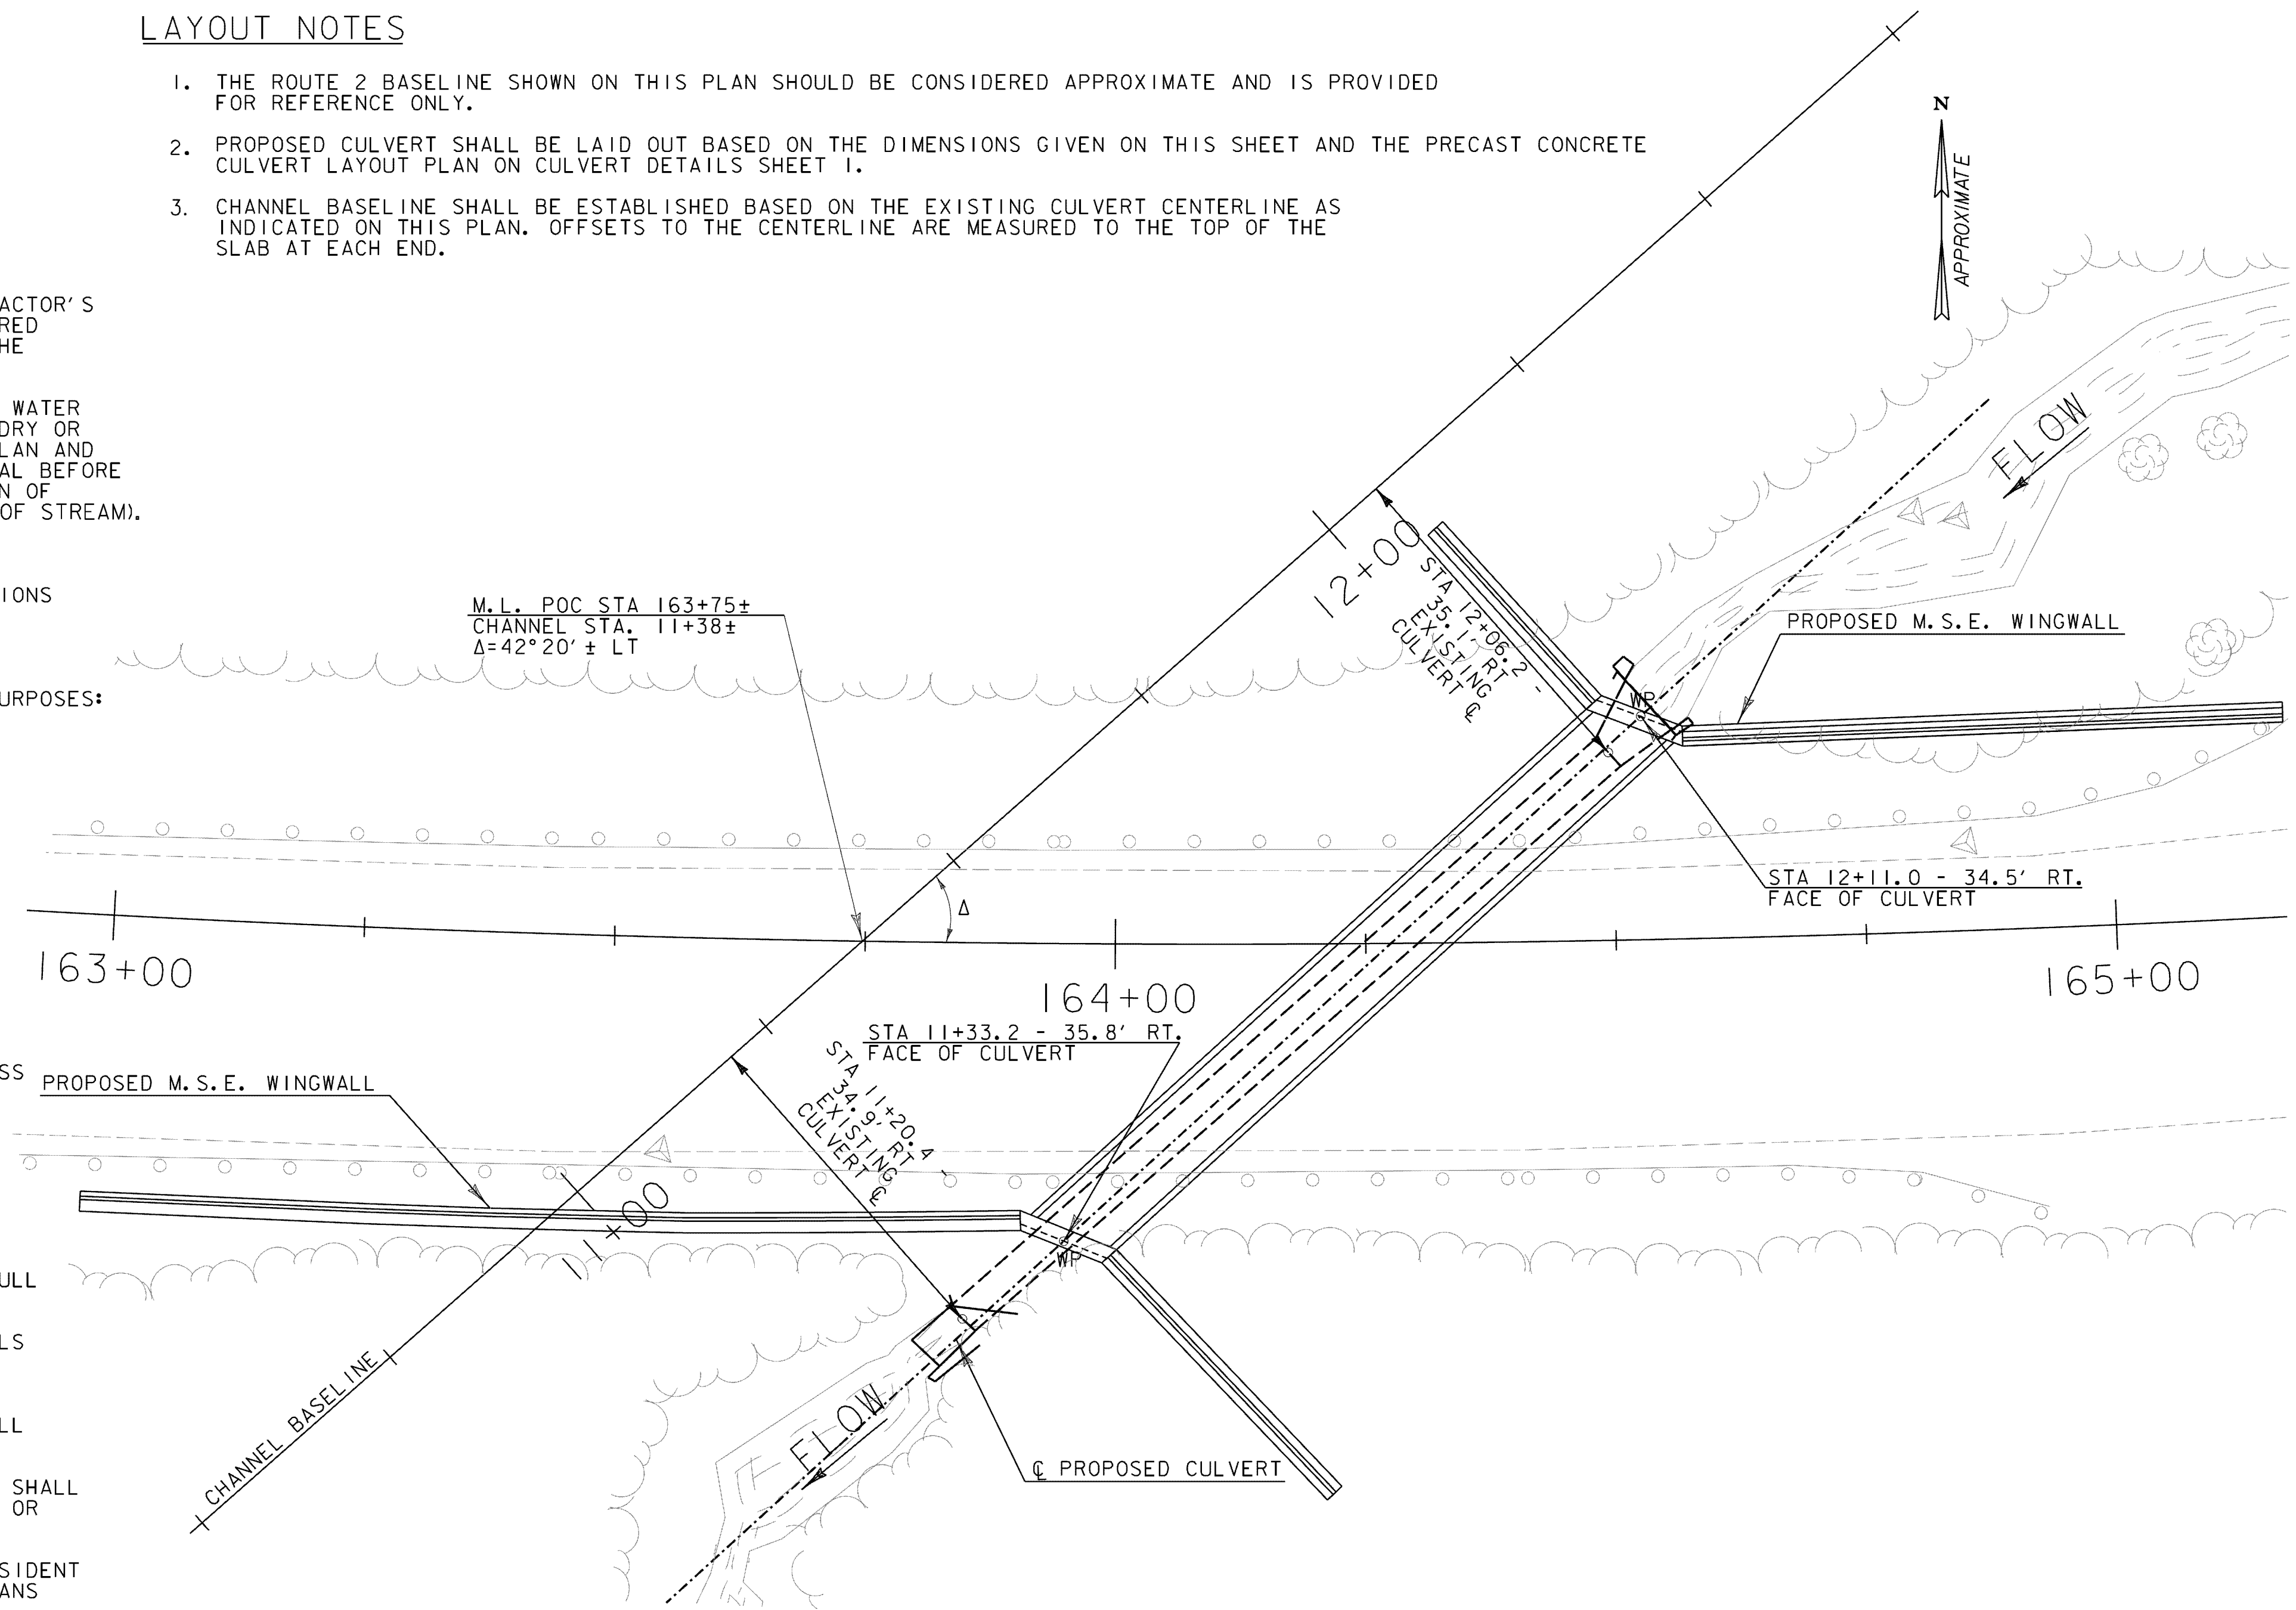 LAYOUT NOTES
1. THE ROUTE 2 BASELINE SHOWN ON THIS PLAN SHOULD BE CONSIDERED APPROXIMATE AND IS PROVIDED
FOR REFERENCE ONLY.
2. PROPOSED CULVERT SHALL BE LAID OUT BASED ON THE DIMENSIONS GIVEN ON THIS SHEET AND THE PRECAST CONCRETE
CULVERT LAYOUT PLAN ON CULVERT DETAILS SHEET 1.
3. CHANNEL BASELINE SHALL BE ESTABLISHED BASED ON THE EXISTING CULVERT CENTERLINE AS
INDICATED ON THIS PLAN. OFFSETS TO THE CENTERLINE ARE MEASURED TO THE TOP OF THE
SLAB AT EACH END.
N
APPROXIMATE
ACTOR'S
RED
HE
WATER
DRY OR
LAN AND
AL BEFORE
N OF
OF STREAM).
IONS
URPOSES:
SS
ULL
LS
LL
SHALL
OR
SIDENT
ANS
FLOW
12+00
STA 12+06.2 -
35.1' RT
EXISTING
CULVERT ℄
M.L. POC STA 163+75±
CHANNEL STA. 11+38±
Δ=42°20'± LT
PROPOSED M.S.E. WINGWALL
WP
STA 12+11.0 - 34.5' RT.
FACE OF CULVERT
Δ
163+00
164+00
165+00
STA 11+33.2 - 35.8' RT.
FACE OF CULVERT
STA 11+20.4 -
34.9' RT
EXISTING
CULVERT ℄
PROPOSED M.S.E. WINGWALL
11+00
WP
CHANNEL BASELINE
FLOW
℄ PROPOSED CULVERT